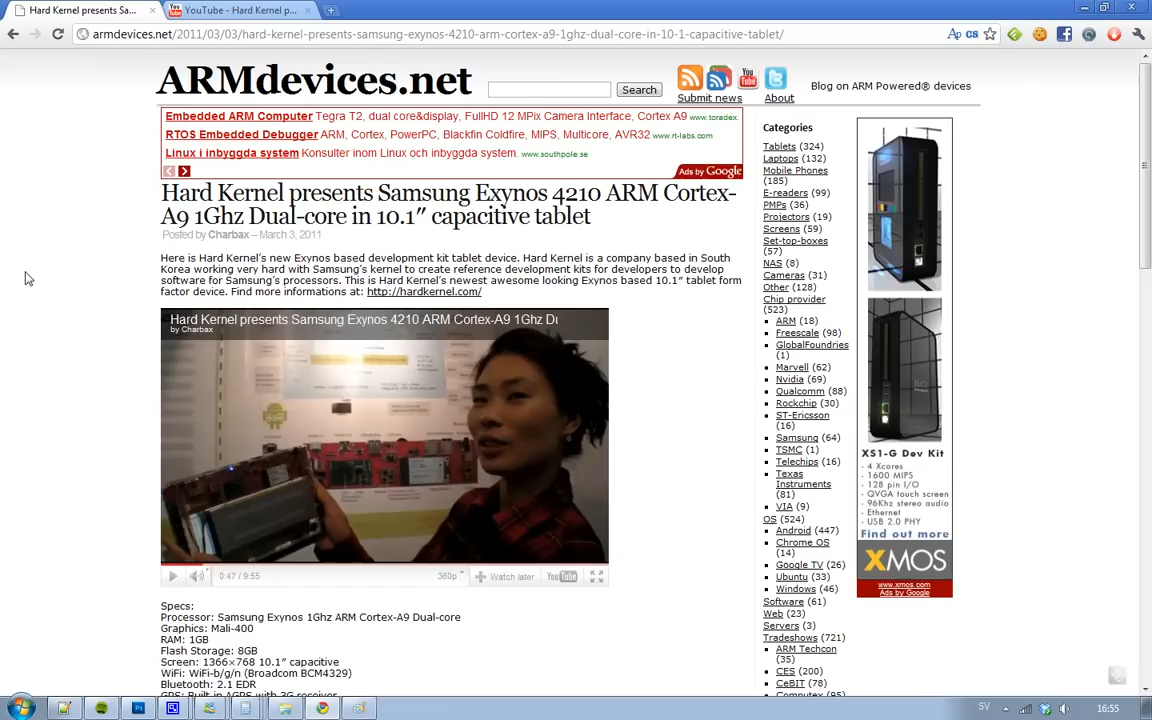 Hard Kernel presents Sa...
YouTube - Hard Kernel p...
armdevices.net/2011/03/03/hard-kernel-presents-samsung-exynos-4210-arm-cortex-a9-1ghz-dual-core-in-10-1-capacitive-tablet/
ARMdevices.net
Search
Submit news
About
Blog on ARM Powered® devices
Embedded ARM Computer Tegra T2, dual core&display, FullHD 12 MPix Camera Interface, Cortex A9 www.toradex.
RTOS Embedded Debugger ARM, Cortex, PowerPC, Blackfin Coldfire, MIPS, Multicore, AVR32 www.rt-labs.com
Linux i inbyggda system Konsulter inom Linux och inbyggda system. www.southpole.se
Ads by Google
Hard Kernel presents Samsung Exynos 4210 ARM Cortex-
A9 1Ghz Dual-core in 10.1″ capacitive tablet
Posted by Charbax – March 3, 2011
Here is Hard Kernel's new Exynos based development kit tablet device. Hard Kernel is a company based in South
Korea working very hard with Samsung's kernel to create reference development kits for developers to develop
software for Samsung's processors. This is Hard Kernel's newest awesome looking Exynos based 10.1″ tablet form
factor device. Find more informations at: http://hardkernel.com/
Hard Kernel presents Samsung Exynos 4210 ARM Cortex-A9 1Ghz Du
by Charbax
0:47 / 9:55
360p
Watch later
YouTube
Specs:
Processor: Samsung Exynos 1Ghz ARM Cortex-A9 Dual-core
Graphics: Mali-400
RAM: 1GB
Flash Storage: 8GB
Screen: 1366×768 10.1″ capacitive
WiFi: WiFi-b/g/n (Broadcom BCM4329)
Bluetooth: 2.1 EDR
GPS: Built-in AGPS with 3G receiver
Categories
Tablets (324)
Laptops (132)
Mobile Phones
(185)
E-readers (99)
PMPs (36)
Projectors (19)
Screens (59)
Set-top-boxes
(57)
NAS (8)
Cameras (31)
Other (128)
Chip provider
(523)
ARM (18)
Freescale (98)
GlobalFoundries
(1)
Marvell (62)
Nvidia (69)
Qualcomm (88)
Rockchip (30)
ST-Ericsson
(16)
Samsung (64)
TSMC (1)
Telechips (16)
Texas
Instruments
(81)
VIA (9)
OS (524)
Android (447)
Chrome OS
(14)
Google TV (26)
Ubuntu (33)
Windows (46)
Software (61)
Web (23)
Servers (3)
Tradeshows (721)
ARM Techcon
(35)
CES (200)
CeBIT (78)
Computex (95)
XS1-G Dev Kit
- 4 Xcores
- 1600 MIPS
- 128 pin I/O
- QVGA touch screen
- 96Khz stereo audio
- Ethernet
- USB 2.0 PHY
Find out more
XMOS
www.xmos.com
Ads by Google
SV
16:55